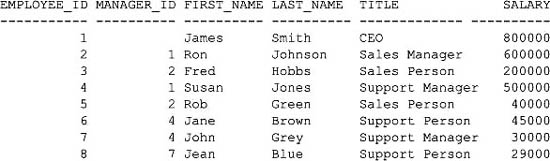 EMPLOYEE_ID MANAGER_ID FIRST_NAME LAST_NAME TITLE SALARY
----------- ---------- ---------- ---------- -------------------- ----------
1 James Smith CEO 800000
2 1 Ron Johnson Sales Manager 600000
3 2 Fred Hobbs Sales Person 200000
4 1 Susan Jones Support Manager 500000
5 2 Rob Green Sales Person 40000
6 4 Jane Brown Support Person 45000
7 4 John Grey Support Manager 30000
8 7 Jean Blue Support Person 29000